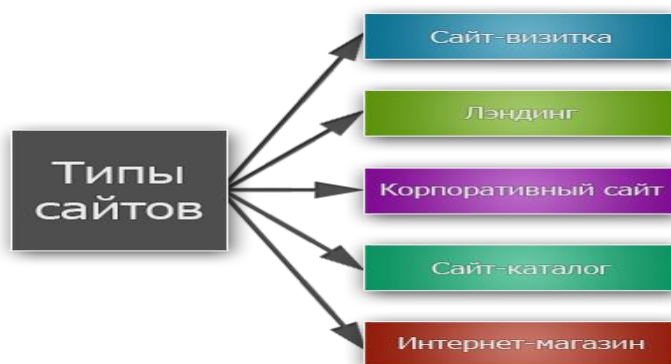 Типы
сайтов
Сайт-визитка
Лэндинг
Корпоративный сайт
Сайт-каталог
Интернет-магазин